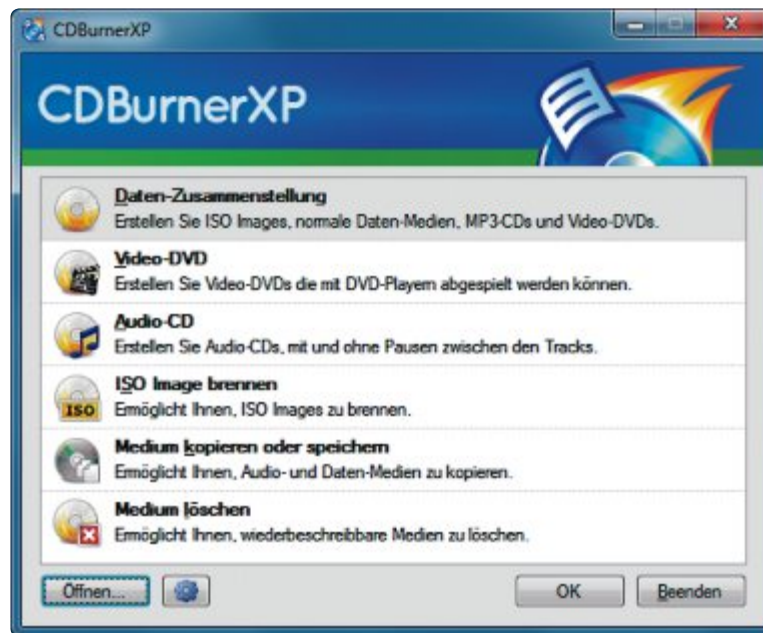 CDBurnerXP
CDBurnerXP
Daten-Zusammenstellung
Erstellen Sie ISO Images, normale Daten-Medien, MP3-CDs und Video-DVDs.
Video-DVD
Erstellen Sie Video-DVDs die mit DVD-Playern abgespielt werden können.
Audio-CD
Erstellen Sie Audio-CDs, mit und ohne Pausen zwischen den Tracks.
ISO Image brennen
ISO
Ermöglicht Ihnen, ISO Images zu brennen.
Medium kopieren oder speichern
Ermöglicht Ihnen, Audio- und Daten-Medien zu kopieren.
Medium löschen
Ermöglicht Ihnen, wiederbeschreibbare Medien zu löschen.
Öffnen... OK Beenden